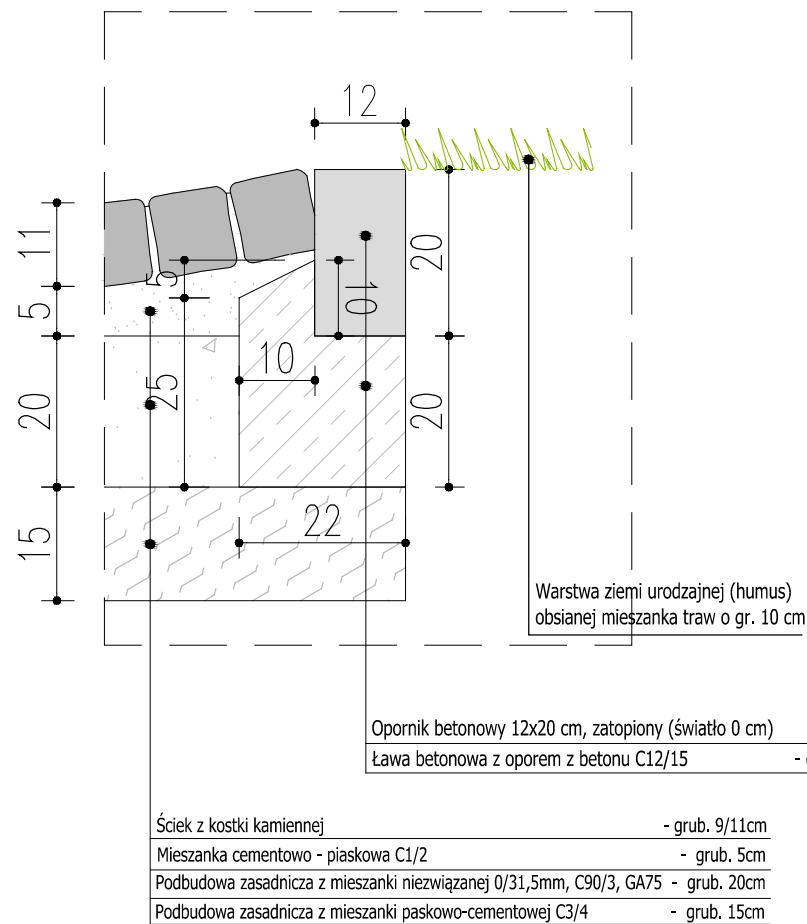 12
11
5
20
15
5
25
10
10
22
20
20
Warstwa ziemi urodzajnej (humus)
obsianej mieszanka traw o gr. 10 cm
Opornik betonowy 12x20 cm, zatopiony (światło 0 cm)
Ława betonowa z oporem z betonu C12/15 -
Ściek z kostki kamiennej - grub. 9/11cm
Mieszanka cementowo - piaskowa C1/2 - grub. 5cm
Podbudowa zasadnicza z mieszanki niezwiązanej 0/31,5mm, C90/3, GA75 - grub. 20cm
Podbudowa zasadnicza z mieszanki paskowo-cementowej C3/4 - grub. 15cm